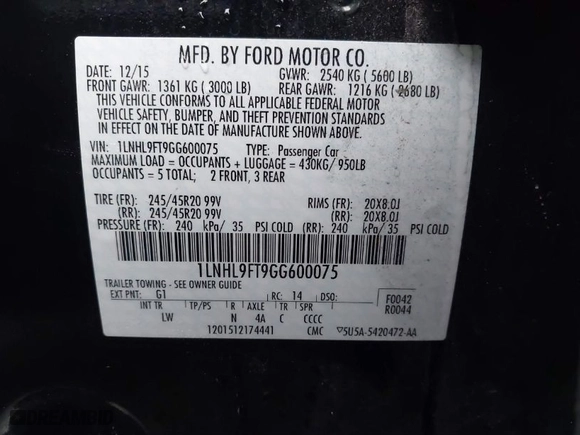 MFD. BY FORD MOTOR CO.
DATE: 12/15 GVWR: 2540 KG (5600 LB)
FRONT GAWR: 1361 KG (3000 LB) REAR GAWR: 1216 KG (2680 LB)
THIS VEHICLE CONFORMS TO ALL APPLICABLE FEDERAL MOTOR
VEHICLE SAFETY, BUMPER, AND THEFT PREVENTION STANDARDS
IN EFFECT ON THE DATE OF MANUFACTURE SHOWN ABOVE.
VIN: 1LNHL9FT9GG600075 TYPE: Passenger Car
MAXIMUM LOAD = OCCUPANTS + LUGGAGE = 430KG/950LB
OCCUPANTS = 5 TOTAL; 2 FRONT, 3 REAR
TIRE (FR): 245/45R20 99V RIMS (FR): 20X8.0J
(RR): 245/45R20 99V (RR): 20X8.0J
PRESSURE (FR): 240 kPa/ 35 PSI COLD (RR): 240 kPa/ 35 PSI COLD
1LNHL9FT9GG600075
TRAILER TOWING - SEE OWNER GUIDE
EXT PNT: G1 RC: 14 DSO: F0042
INT TR TP/PS R AXLE TR SPR R0044
LW N 4A C CCCC
1201512174441 CMC ▽5U5A-5420472-AA
DREAMBID